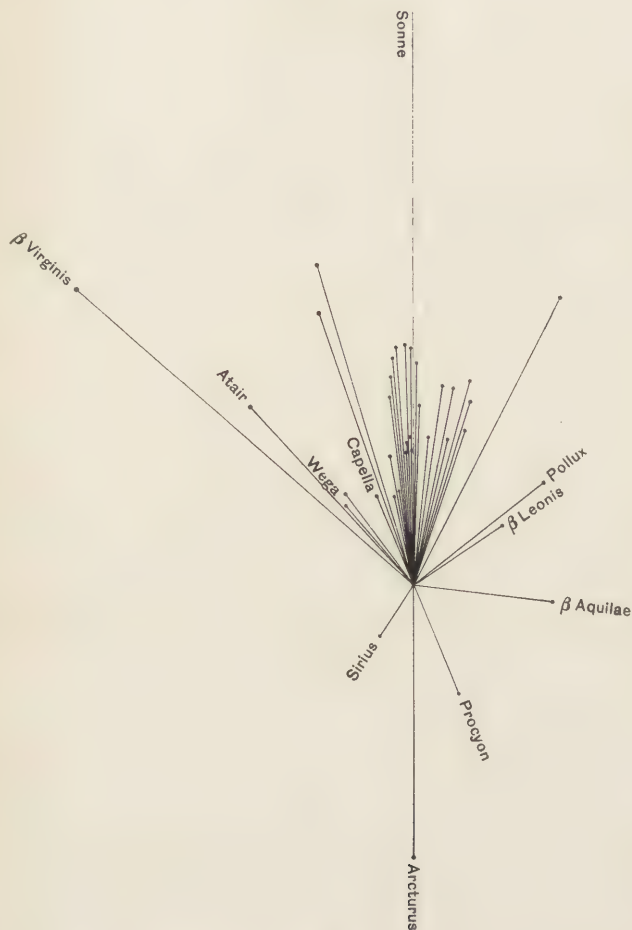 Sonne
β Virginis
Atair
Capella
Wega
Pollux
β Leonis
β Aquilae
Sirius
Procyon
Arcturus